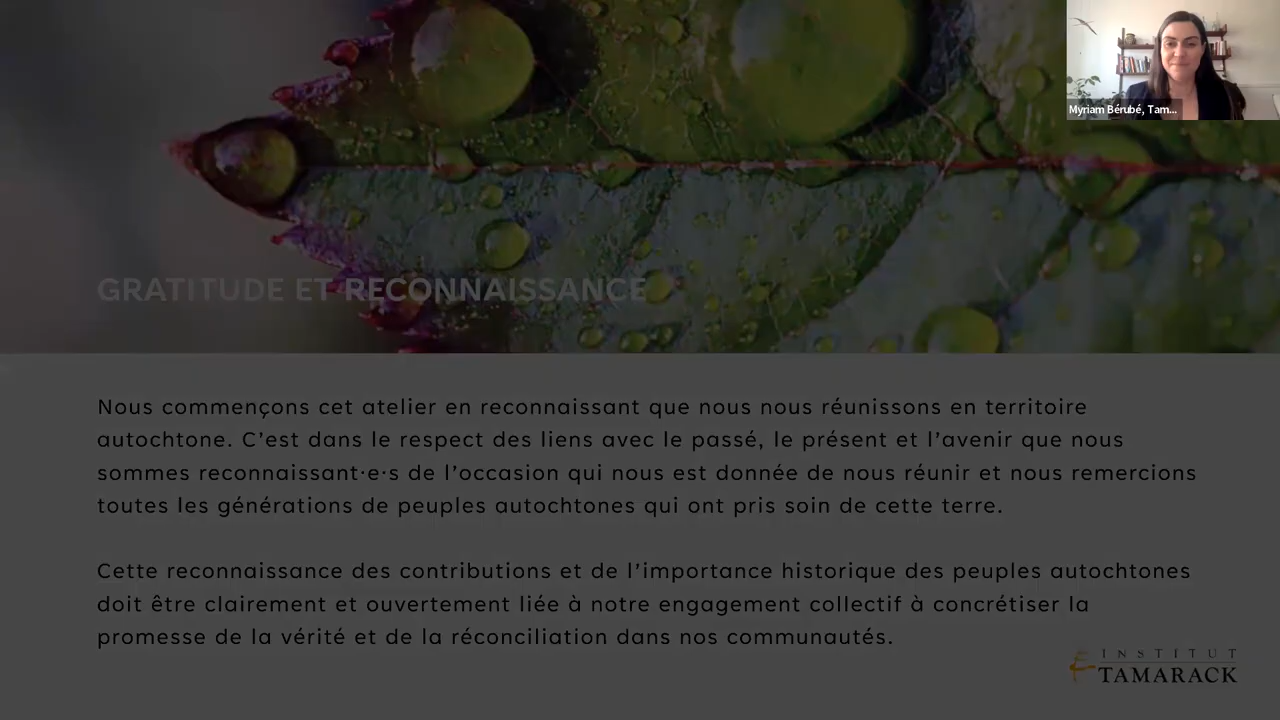 Myriam Bérubé, Tam...
GRATITUDE ET RECONNAISSANCE
Nous commençons cet atelier en reconnaissant que nous nous réunissons en territoire
autochtone. C’est dans le respect des liens avec le passé, le présent et l’avenir que nous
sommes reconnaissant·e·s de l’occasion qui nous est donnée de nous réunir et nous remercions
toutes les générations de peuples autochtones qui ont pris soin de cette terre.
Cette reconnaissance des contributions et de l’importance historique des peuples autochtones
doit être clairement et ouvertement liée à notre engagement collectif à concrétiser la
promesse de la vérité et de la réconciliation dans nos communautés.
INSTITUT
TAMARACK